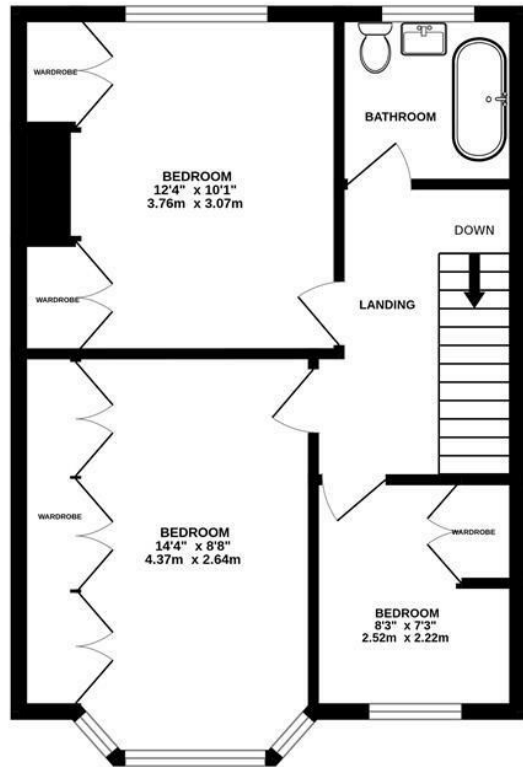 WARDROBE
BATHROOM
BEDROOM
12'4" x 10'1"
3.76m x 3.07m
DOWN
WARDROBE
LANDING
WARDROBE
BEDROOM
14'4" x 8'8"
4.37m x 2.64m
WARDROBE
BEDROOM
8'3" x 7'3"
2.52m x 2.22m